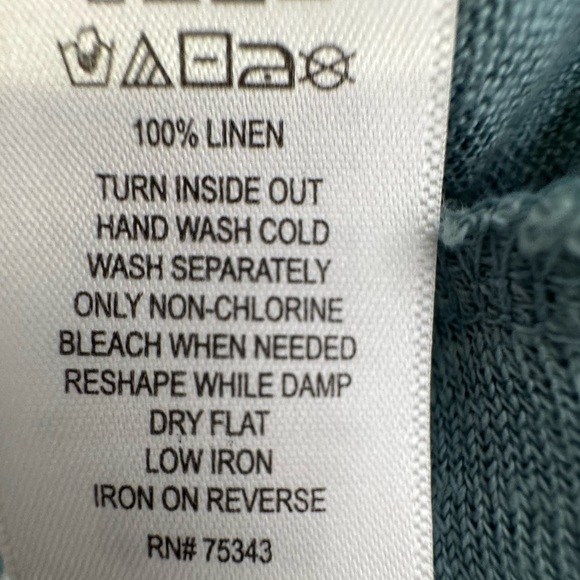 100% LINEN
TURN INSIDE OUT
HAND WASH COLD
WASH SEPARATELY
ONLY NON-CHLORINE
BLEACH WHEN NEEDED
RESHAPE WHILE DAMP
DRY FLAT
LOW IRON
IRON ON REVERSE
RN# 75343